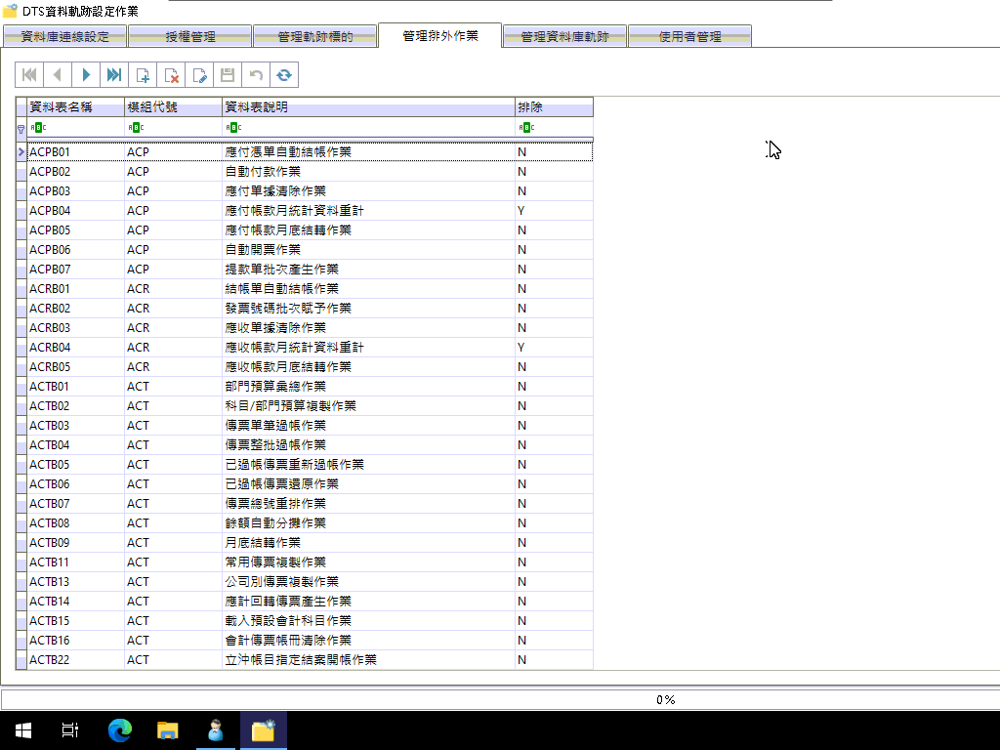 DTS資料軌跡設定作業
資料庫連線設定 授權管理 管理軌跡標的 管理排外作業 管理資料庫軌跡 使用者管理
資料表名稱 模組代號 資料表說明 排除
ABC ABC ABC ABC
ACPB01 ACP 應付憑單自動結帳作業 N
ACPB02 ACP 自動付款作業 N
ACPB03 ACP 應付單據清除作業 N
ACPB04 ACP 應付帳款月統計資料重計 Y
ACPB05 ACP 應付帳款月底結轉作業 N
ACPB06 ACP 自動開票作業 N
ACPB07 ACP 提款單批次產生作業 N
ACRB01 ACR 結帳單自動結帳作業 N
ACRB02 ACR 發票號碼批次賦予作業 N
ACRB03 ACR 應收單據清除作業 N
ACRB04 ACR 應收帳款月統計資料重計 Y
ACRB05 ACR 應收帳款月底結轉作業 N
ACTB01 ACT 部門預算彙總作業 N
ACTB02 ACT 科目/部門預算複製作業 N
ACTB03 ACT 傳票單筆過帳作業 N
ACTB04 ACT 傳票整批過帳作業 N
ACTB05 ACT 已過帳傳票重新過帳作業 N
ACTB06 ACT 已過帳傳票還原作業 N
ACTB07 ACT 傳票總號重排作業 N
ACTB08 ACT 餘額自動分攤作業 N
ACTB09 ACT 月底結轉作業 N
ACTB11 ACT 常用傳票複製作業 N
ACTB13 ACT 公司別傳票複製作業 N
ACTB14 ACT 應計回轉傳票產生作業 N
ACTB15 ACT 載入預設會計科目作業 N
ACTB16 ACT 會計傳票帳冊清除作業 N
ACTB22 ACT 立沖帳目指定結案開帳作業 N
0%